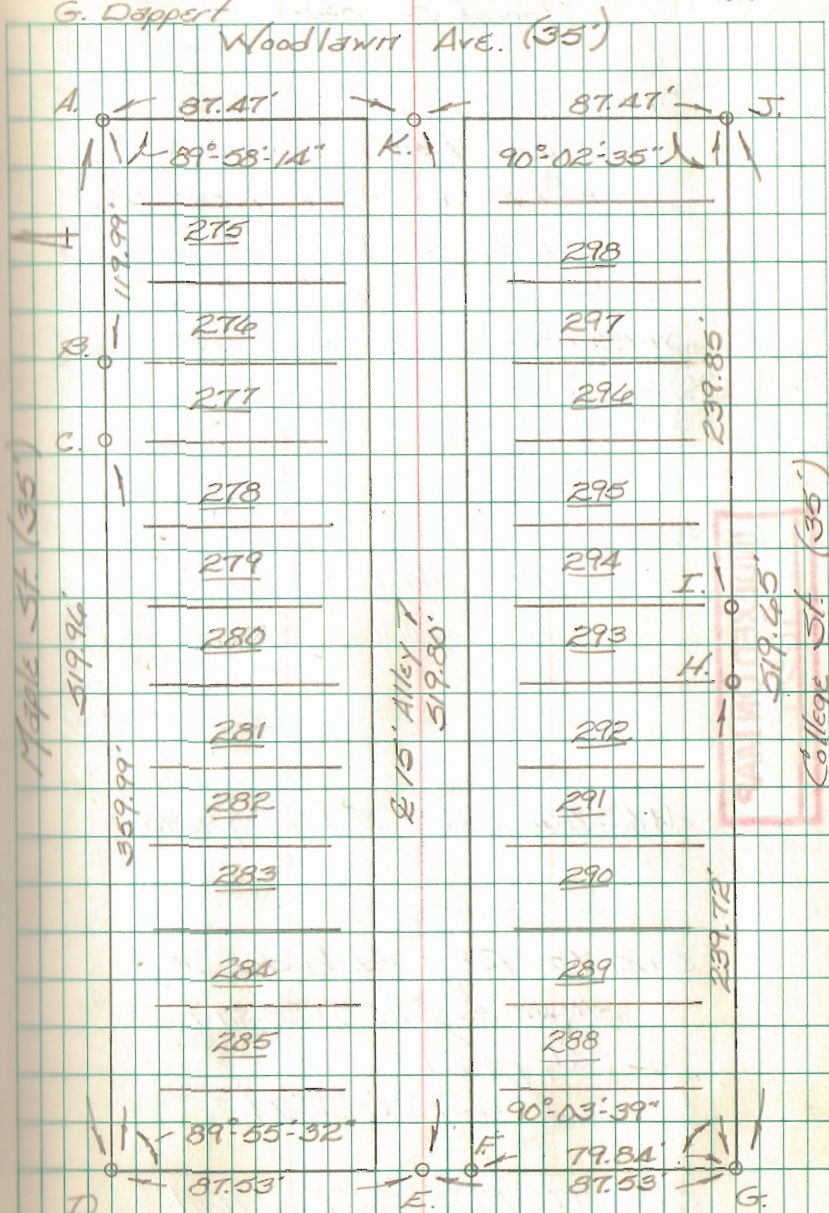 G. Dappert
Woodlawn Ave. (35')
A. 87.47' 87.47' J.
K.
89°-58'-14" 90°-02'-35"
119.99'
275
298
276 297
B.
277 296
239.85'
C.
278 295
Maple St. (35')
College St. (35')
279 294
I.
280 293
519.96'
℄ 15' Alley
519.80'
519.65'
H.
281 292
282 291
359.99'
283 290
239.72'
284 289
285 288
90°-03'-39"
89°-55'-32"
F. 79.84'
87.53' 87.53'
D. E. G.